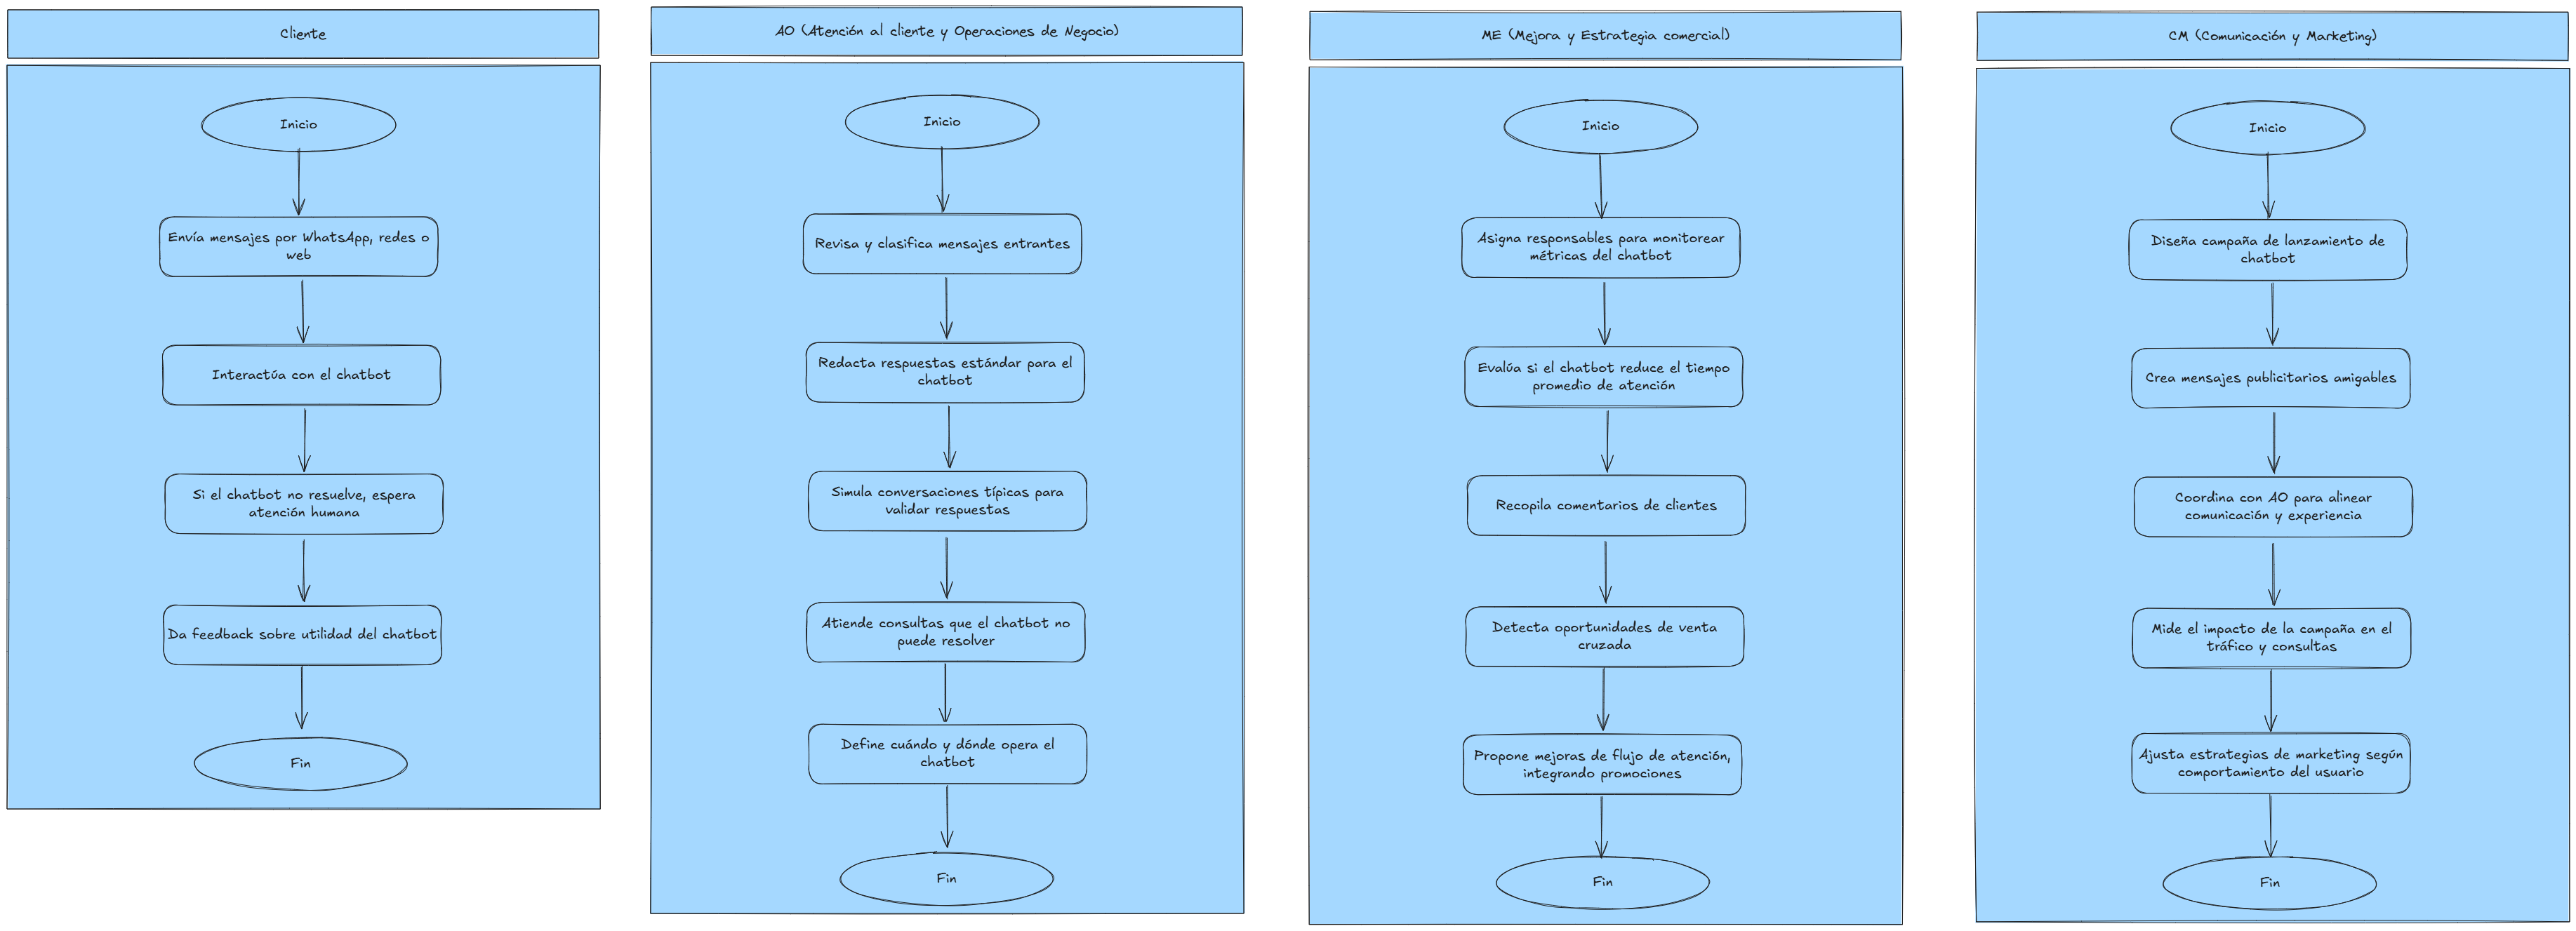 Cliente
Inicio
Envía mensajes por WhatsApp, redes o
web
Interactúa con el chatbot
Si el chatbot no resuelve, espera
atención humana
Da feedback sobre utilidad del chatbot
Fin
AO (Atención al cliente y Operaciones de Negocio)
Inicio
Revisa y clasifica mensajes entrantes
Redacta respuestas estándar para el
chatbot
Simula conversaciones típicas para
validar respuestas
Atiende consultas que el chatbot no
puede resolver
Define cuándo y dónde opera el
chatbot
Fin
ME (Mejora y Estrategia comercial)
Inicio
Asigna responsables para monitorear
métricas del chatbot
Evalúa si el chatbot reduce el tiempo
promedio de atención
Recopila comentarios de clientes
Detecta oportunidades de venta
cruzada
Propone mejoras de flujo de atención,
integrando promociones
Fin
CM (Comunicación y Marketing)
Inicio
Diseña campaña de lanzamiento de
chatbot
Crea mensajes publicitarios amigables
Coordina con AO para alinear
comunicación y experiencia
Mide el impacto de la campaña en el
tráfico y consultas
Ajusta estrategias de marketing según
comportamiento del usuario
Fin